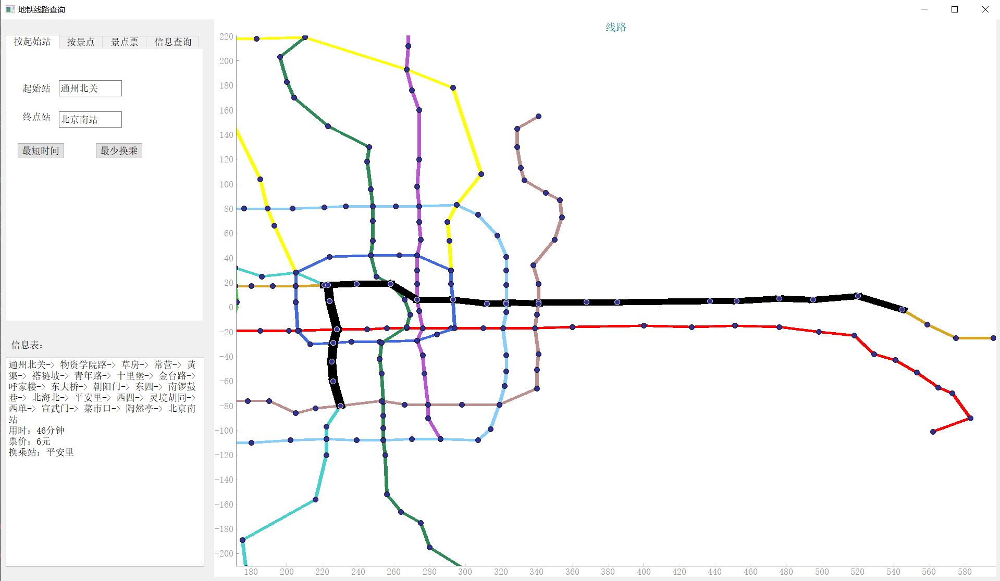 地铁线路查询
按起始站 按景点 景点票 信息查询
起始站 通州北关
终点站 北京南站
最短时间 最少换乘
信息表:
通州北关-> 物资学院路-> 草房-> 常营-> 黄
渠-> 褡裢坡-> 青年路-> 十里堡-> 金台路->
呼家楼-> 东大桥-> 朝阳门-> 东四-> 南锣鼓
巷-> 北海北-> 平安里-> 西四-> 灵境胡同->
西单-> 宣武门-> 菜市口-> 陶然亭-> 北京南
站
用时: 46分钟
票价: 6元
换乘站: 平安里
线路
220
200
180
160
140
120
100
80
60
40
20
0
-20
-40
-60
-80
-100
-120
-140
-160
-180
-200
180 200 220 240 260 280 300 320 340 360 380 400 420 440 460 480 500 520 540 560 580